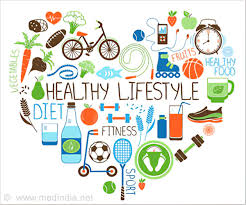 VEGETABLES
FRUITS
HEALTHY FOOD
HEALTHY LIFESTYLE
DIET
FITNESS
SPORT
© www.medindia.net